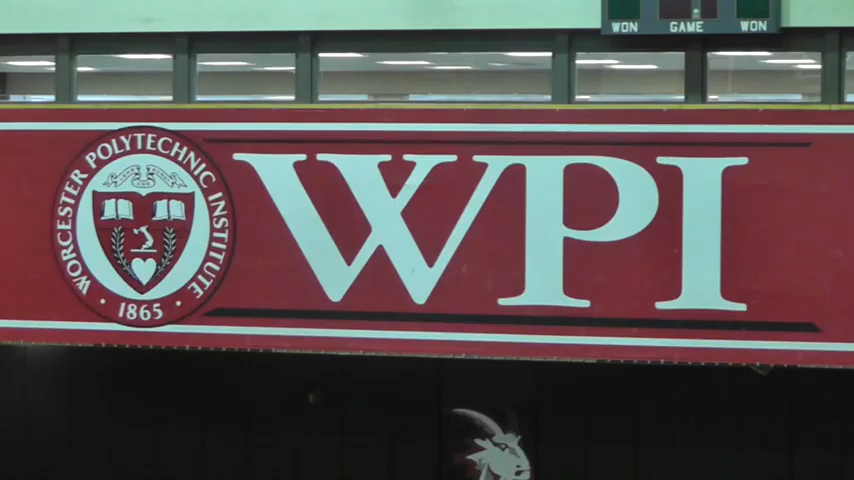 WON GAME WON
WORCESTER POLYTECHNIC INSTITUTE
1865
WPI